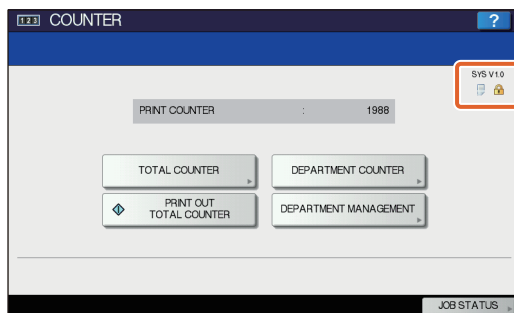 123 COUNTER ?
SYS V1.0
PRINT COUNTER : 1988
TOTAL COUNTER
DEPARTMENT COUNTER
PRINT OUT
TOTAL COUNTER
DEPARTMENT MANAGEMENT
JOB STATUS